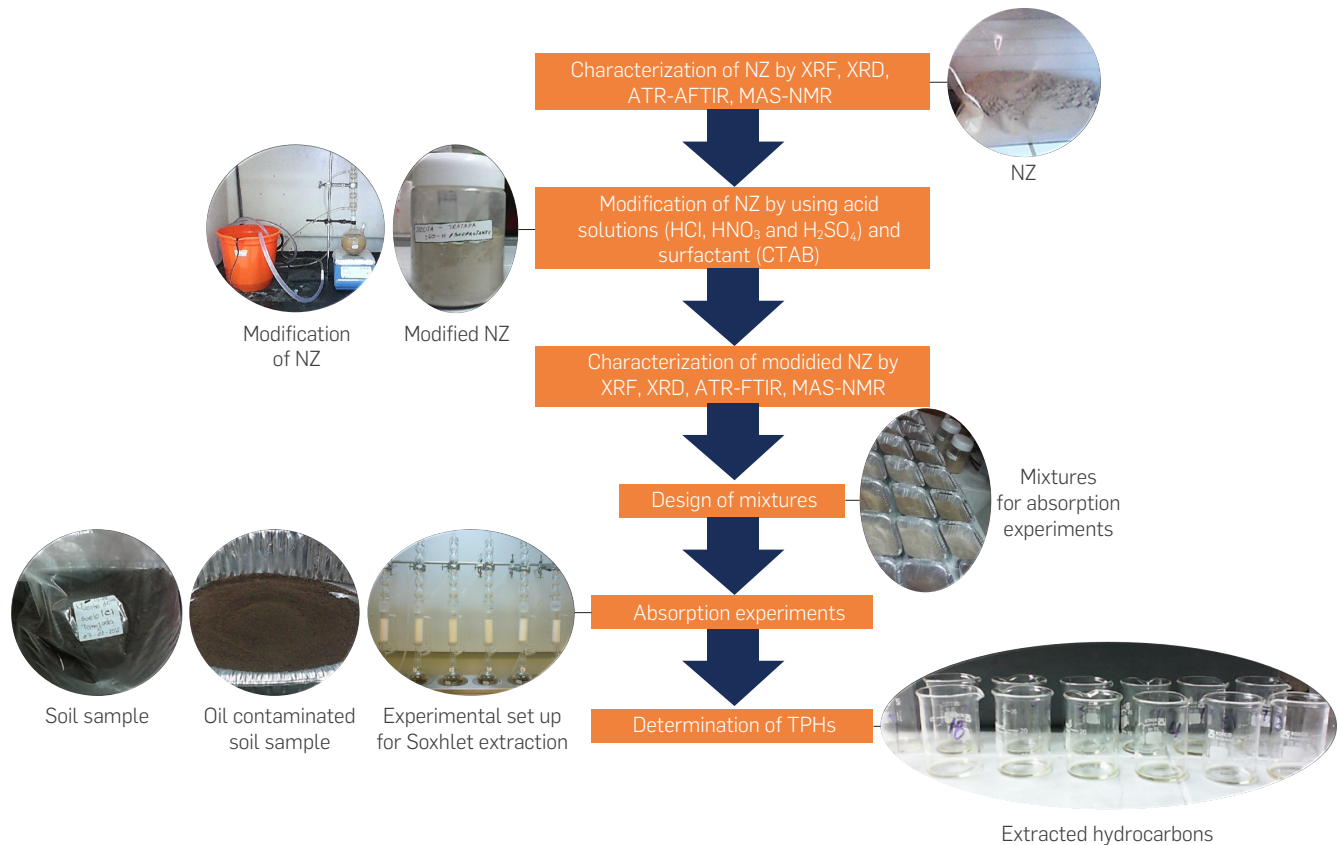 Characterization of NZ by XRF, XRD,
ATR-AFTIR, MAS-NMR
NZ
Modification of NZ by using acid
solutions (HCl, HNO₃ and H₂SO₄) and
surfactant (CTAB)
Modification
of NZ
Modified NZ
Characterization of modidied NZ by
XRF, XRD, ATR-FTIR, MAS-NMR
Design of mixtures
Mixtures
for absorption
experiments
Absorption experiments
Soil sample
Oil contaminated
soil sample
Experimental set up
for Soxhlet extraction
Determination of TPHs
Extracted hydrocarbons